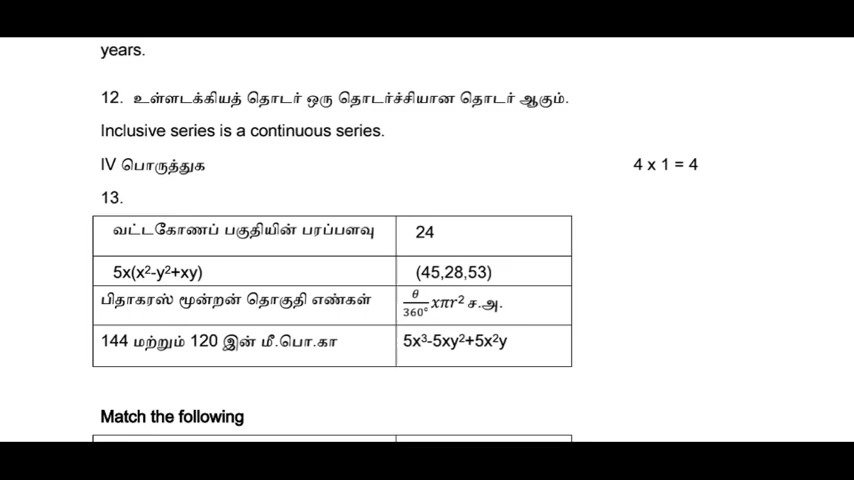 years.
12. உள்ளடக்கியத் தொடர் ஒரு தொடர்ச்சியான தொடர் ஆகும்.
Inclusive series is a continuous series.
IV பொருத்துக 4 x 1 = 4
13.
வட்டகோணப் பகுதியின் பரப்பளவு 24
5x(x²-y²+xy) (45,28,53)
பிதாகரஸ் மூன்றன் தொகுதி எண்கள் θ/360° xπr² ச.அ.
144 மற்றும் 120 இன் மீ.பொ.கா 5x³-5xy²+5x²y
Match the following